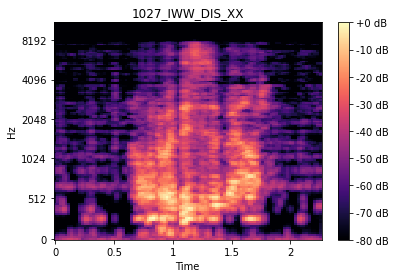 1027_IWW_DIS_XX
Hz
8192
4096
2048
1024
512
0
0
0.5
1
1.5
2
Time
+0 dB
-10 dB
-20 dB
-30 dB
-40 dB
-50 dB
-60 dB
-70 dB
-80 dB